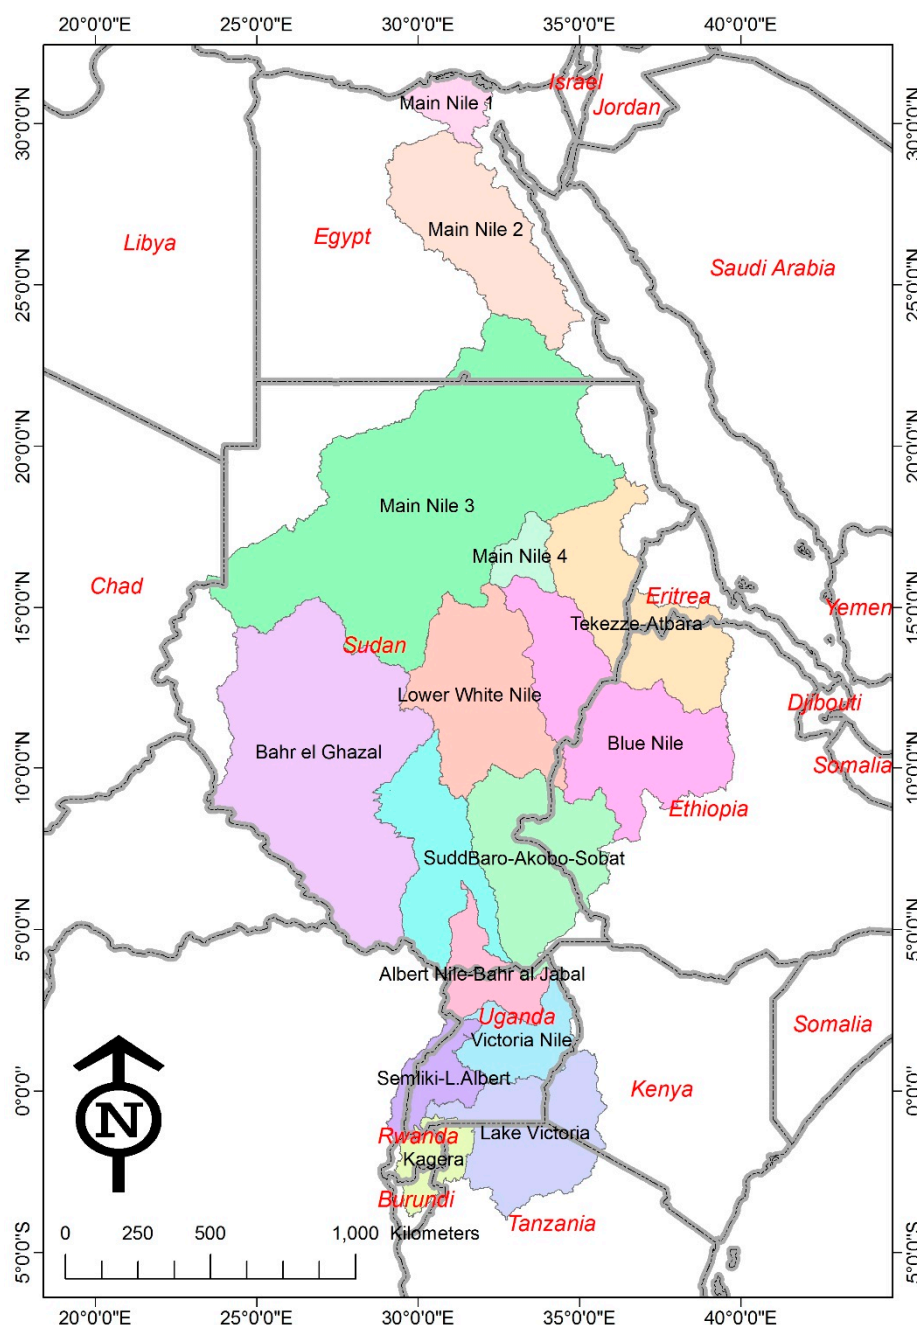 20°0'0"E 25°0'0"E 30°0'0"E 35°0'0"E 40°0'0"E
30°0'0"N
25°0'0"N
20°0'0"N
15°0'0"N
10°0'0"N
5°0'0"N
0°0'0"
5°0'0"S
Israel
Main Nile 1
Jordan
Main Nile 2
Libya
Egypt
Saudi Arabia
Main Nile 3
Main Nile 4
Chad
Eritrea
Yemen
Tekezze-Atbara
Sudan
Lower White Nile
Djibouti
Blue Nile
Bahr el Ghazal
Somalia
Ethiopia
Sudd
Baro-Akobo-Sobat
Albert Nile-Bahr al Jabal
Uganda
Somalia
Victoria Nile
Semliki-L.Albert
Kenya
N
Rwanda
Lake Victoria
Kagera
Burundi
Tanzania
0 250 500 1,000 Kilometers
30°0'0"N
25°0'0"N
20°0'0"N
15°0'0"N
10°0'0"N
5°0'0"N
0°0'0"
5°0'0"S
20°0'0"E 25°0'0"E 30°0'0"E 35°0'0"E 40°0'0"E